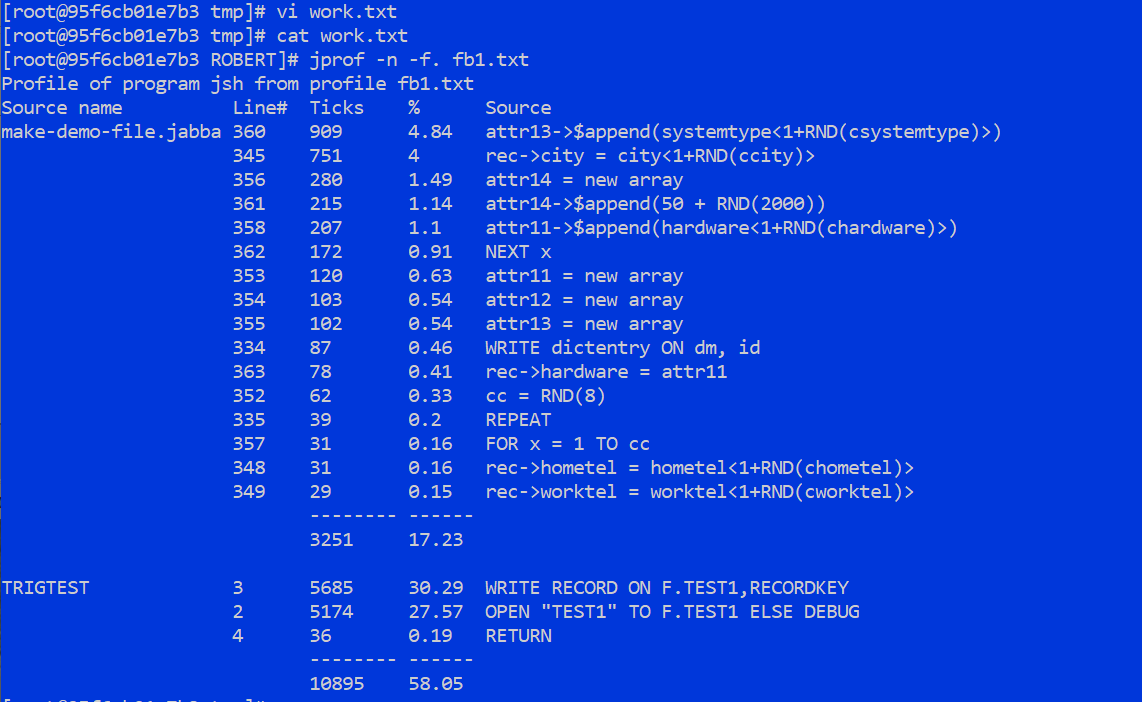 [root@95f6cb01e7b3 tmp]# vi work.txt
[root@95f6cb01e7b3 tmp]# cat work.txt
[root@95f6cb01e7b3 ROBERT]# jprof -n -f. fb1.txt
Profile of program jsh from profile fb1.txt
Source name Line# Ticks % Source
make-demo-file.jabba 360 909 4.84 attr13->$append(systemtype<1+RND(csystemtype)>)
345 751 4 rec->city = city<1+RND(ccity)>
356 280 1.49 attr14 = new array
361 215 1.14 attr14->$append(50 + RND(2000))
358 207 1.1 attr11->$append(hardware<1+RND(chardware)>)
362 172 0.91 NEXT x
353 120 0.63 attr11 = new array
354 103 0.54 attr12 = new array
355 102 0.54 attr13 = new array
334 87 0.46 WRITE dictentry ON dm, id
363 78 0.41 rec->hardware = attr11
352 62 0.33 cc = RND(8)
335 39 0.2 REPEAT
357 31 0.16 FOR x = 1 TO cc
348 31 0.16 rec->hometel = hometel<1+RND(chometel)>
349 29 0.15 rec->worktel = worktel<1+RND(cworktel)>
-------- ------
3251 17.23
TRIGTEST 3 5685 30.29 WRITE RECORD ON F.TEST1,RECORDKEY
2 5174 27.57 OPEN "TEST1" TO F.TEST1 ELSE DEBUG
4 36 0.19 RETURN
-------- ------
10895 58.05